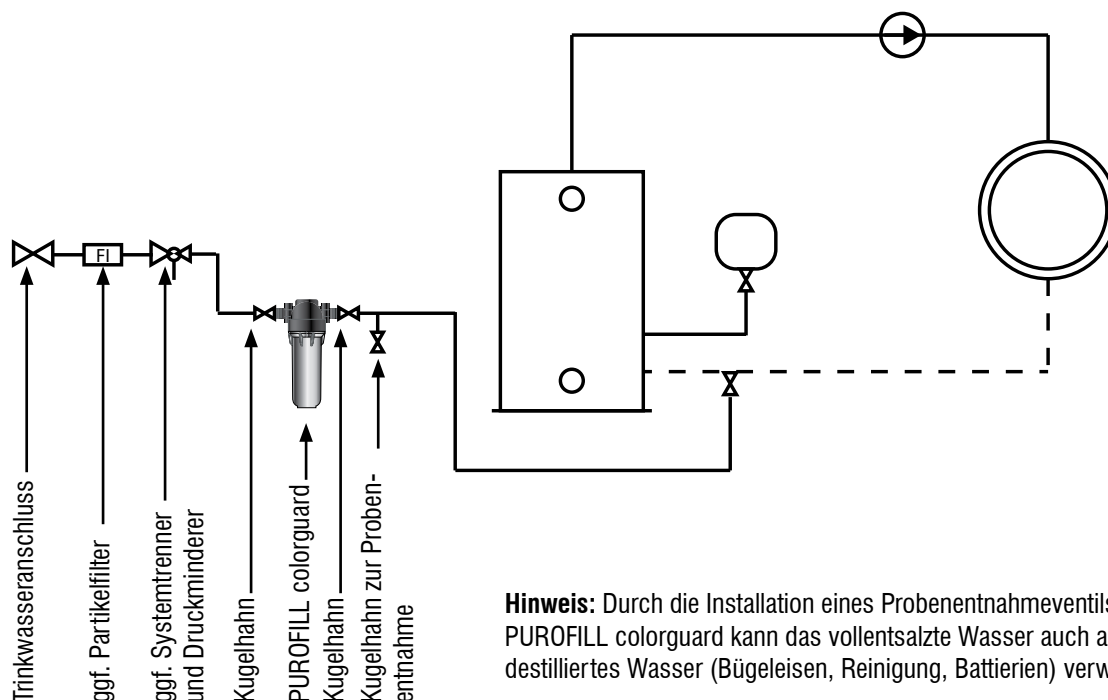 FI
Trinkwasseranschluss
ggf. Partikelfilter
ggf. Systemtrenner
und Druckminderer
Kugelhahn
PUROFILL colorguard
Kugelhahn
Kugelhahn zur Proben-
entnahme
Hinweis: Durch die Installation eines Probenentnahmeventils
PUROFILL colorguard kann das vollentsalzte Wasser auch a
destilliertes Wasser (Bügeleisen, Reinigung, Battierien) verw